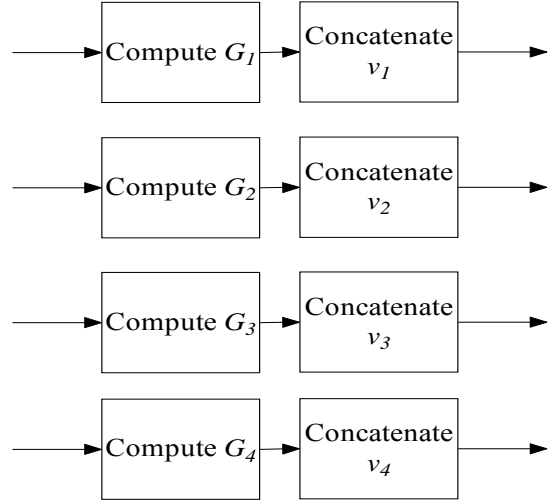 Compute G1
Concatenate
v1
Compute G2
Concatenate
v2
Compute G3
Concatenate
v3
Compute G4
Concatenate
v4